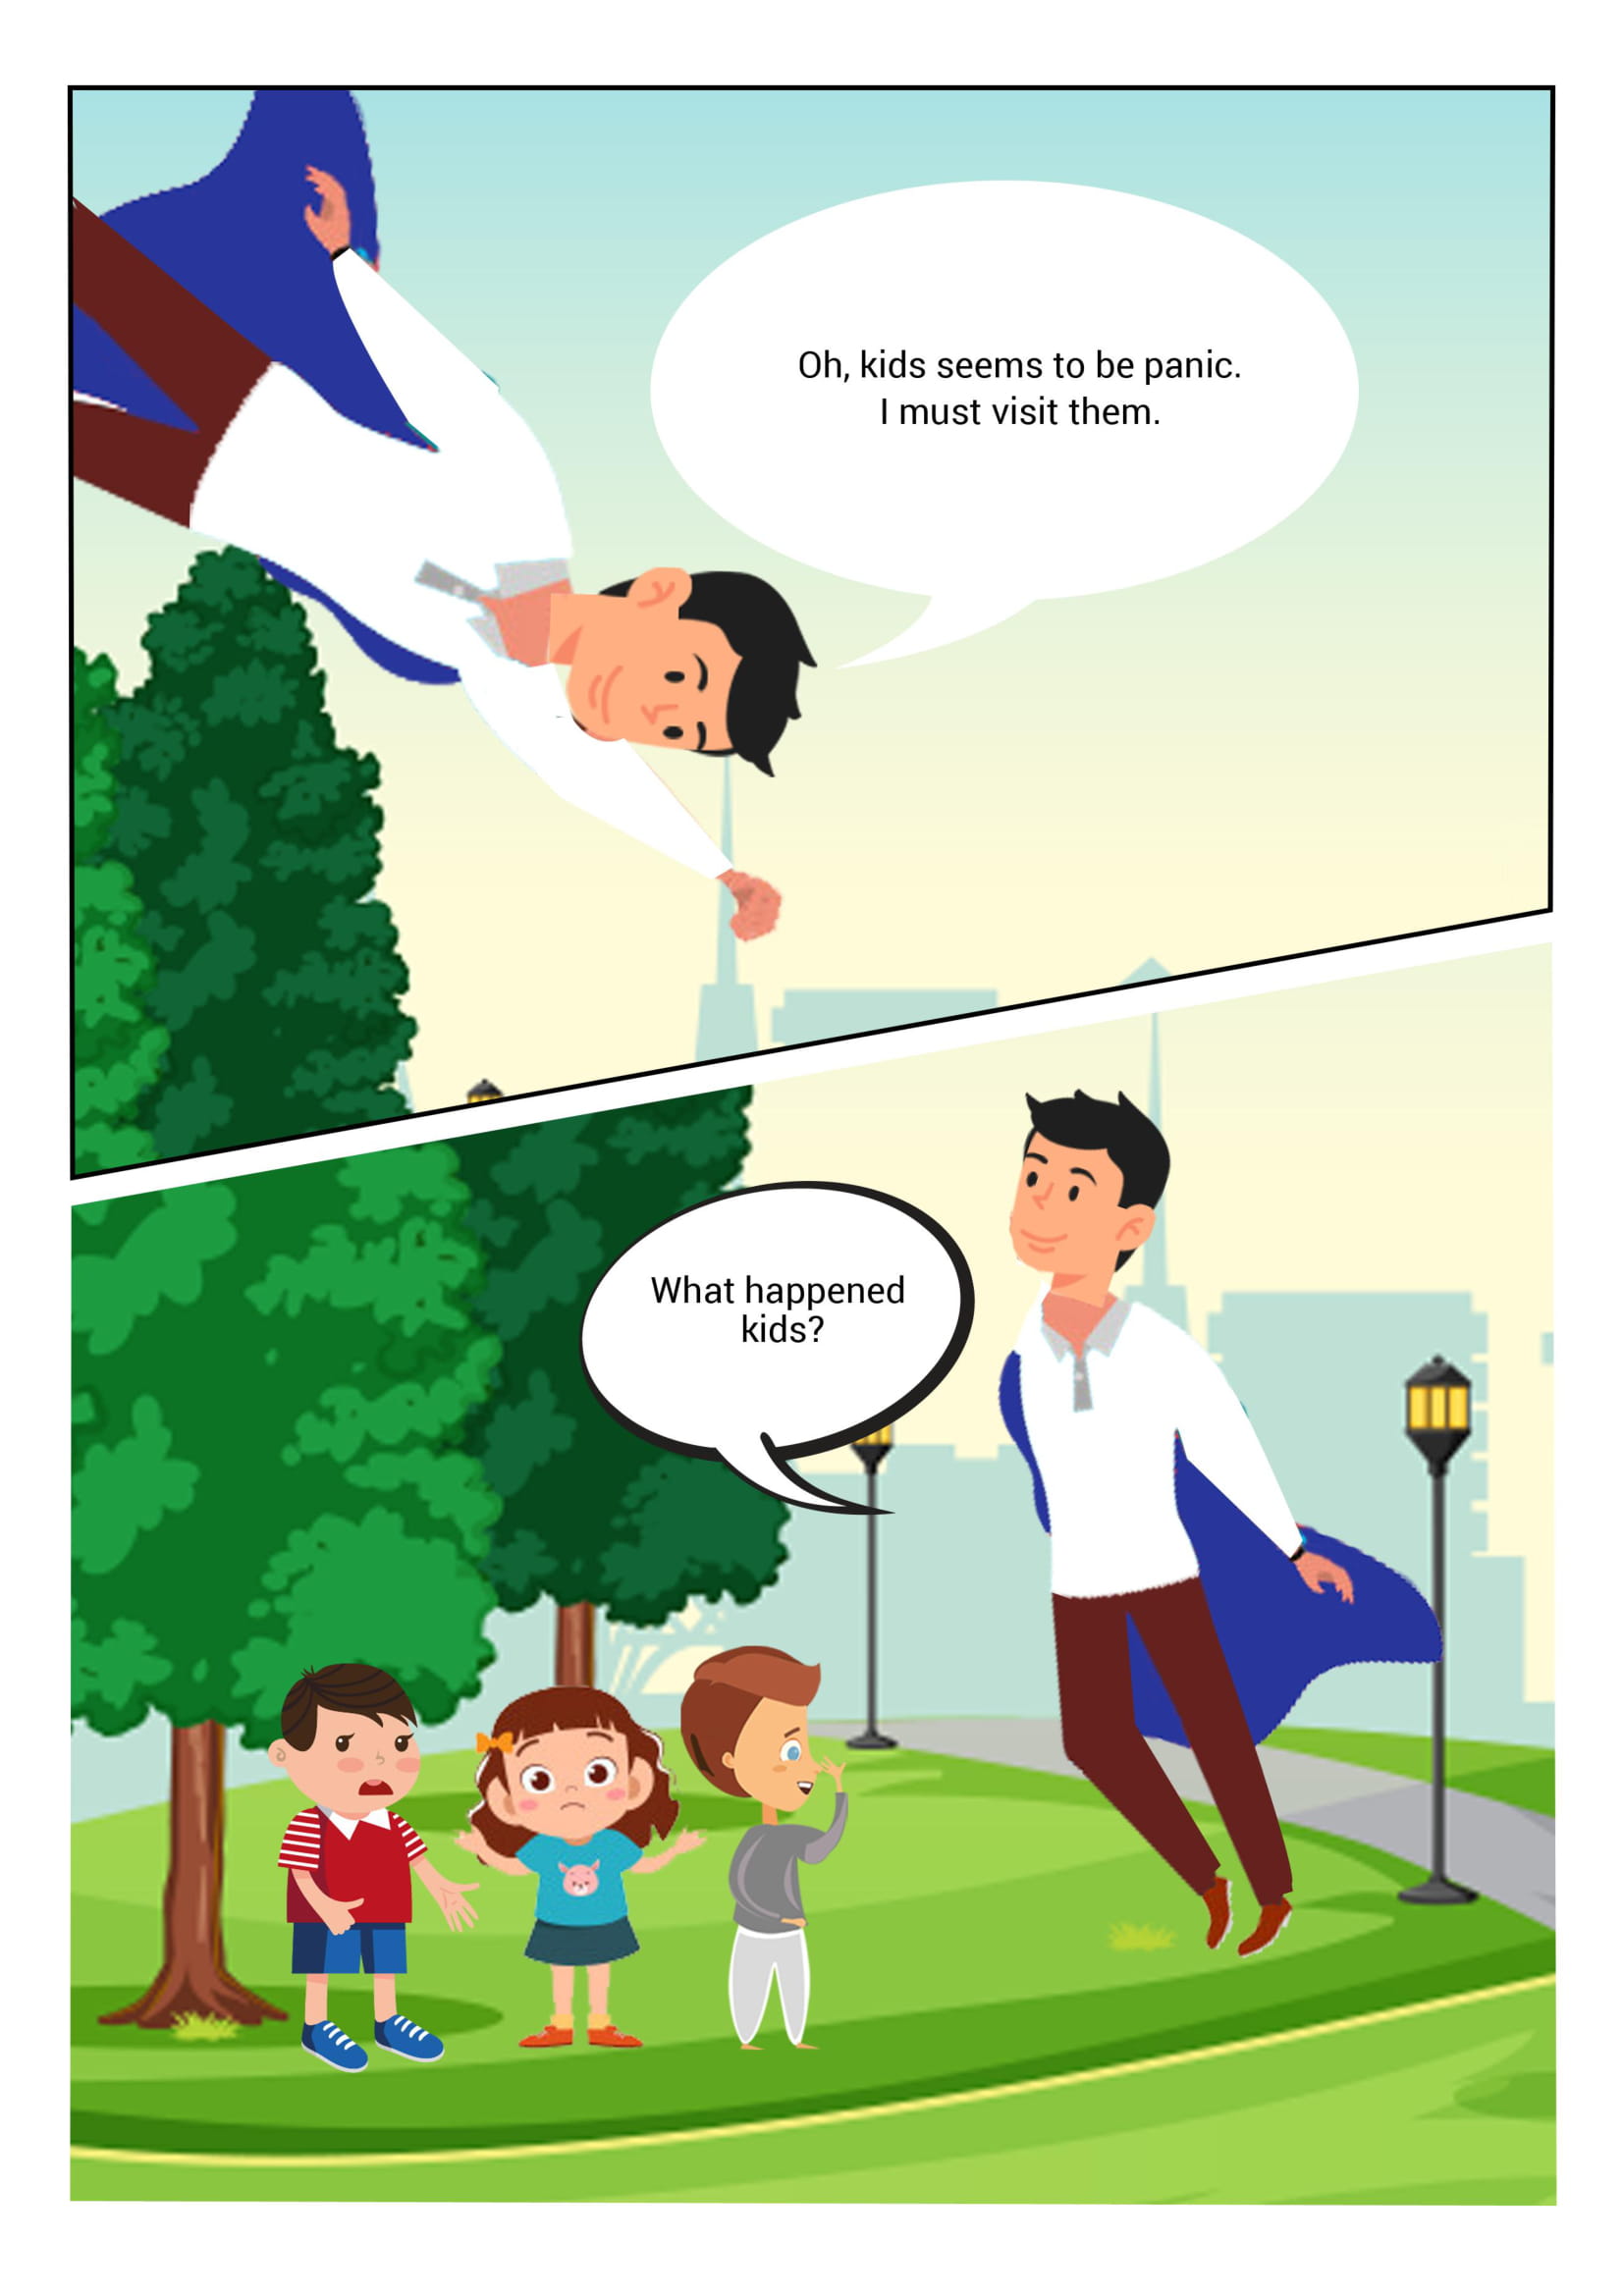 Oh, kids seems to be panic.
I must visit them.
What happened
kids?